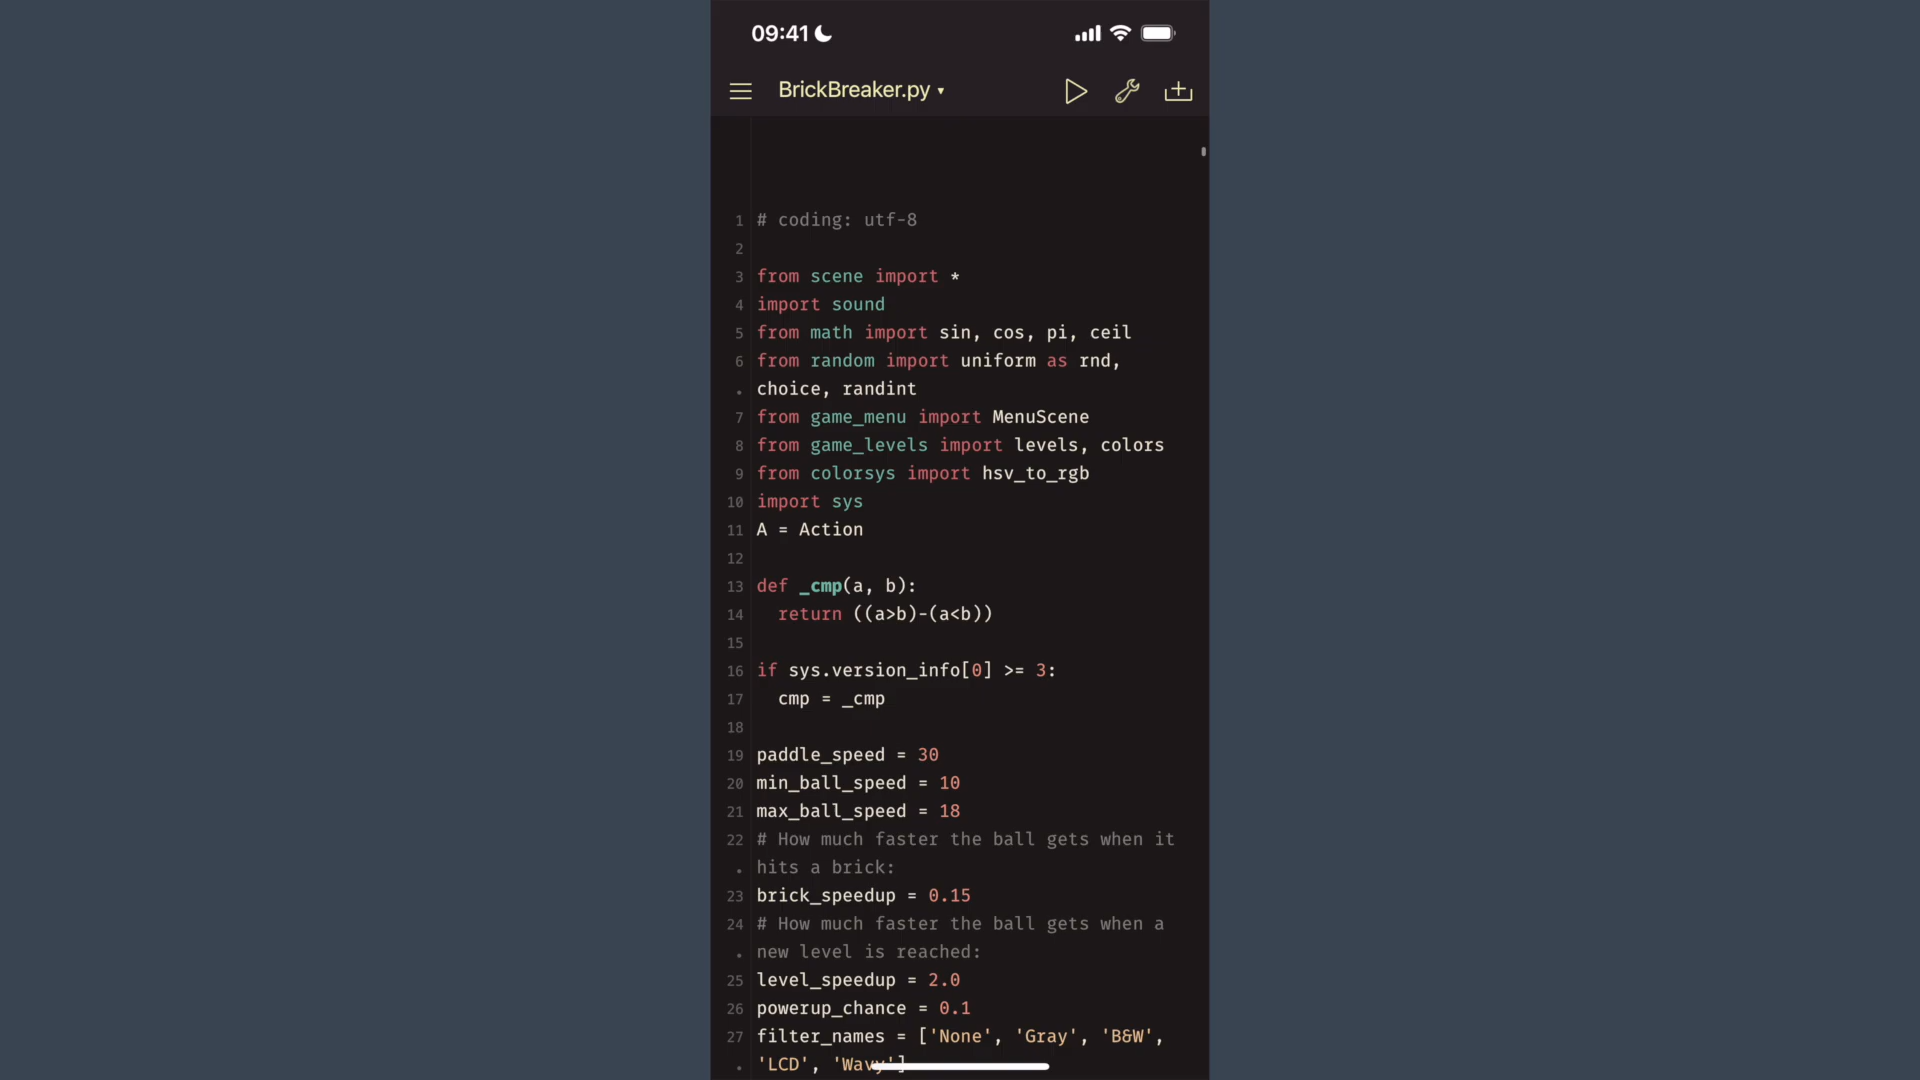 09:41
BrickBreaker.py ▾
1 # coding: utf-8
2
3 from scene import *
4 import sound
5 from math import sin, cos, pi, ceil
6 from random import uniform as rnd,
. choice, randint
7 from game_menu import MenuScene
8 from game_levels import levels, colors
9 from colorsys import hsv_to_rgb
10 import sys
11 A = Action
12
13 def _cmp(a, b):
14   return ((a>b)-(a<b))
15
16 if sys.version_info[0] >= 3:
17   cmp = _cmp
18
19 paddle_speed = 30
20 min_ball_speed = 10
21 max_ball_speed = 18
22 # How much faster the ball gets when it
. hits a brick:
23 brick_speedup = 0.15
24 # How much faster the ball gets when a
. new level is reached:
25 level_speedup = 2.0
26 powerup_chance = 0.1
27 filter_names = ['None', 'Gray', 'B&W',
. 'LCD', 'Wavy']